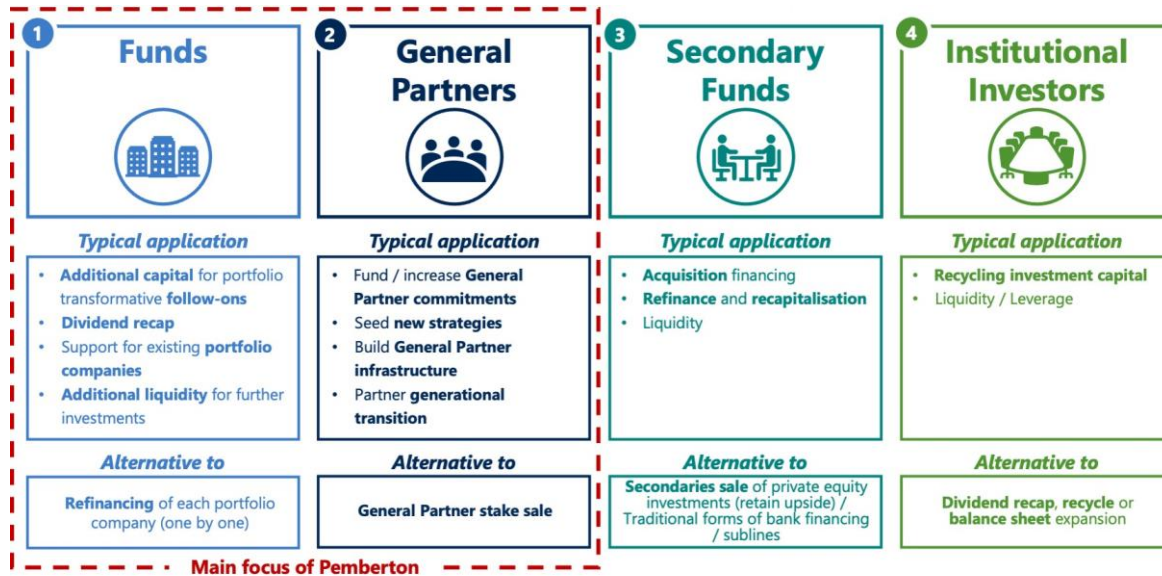 1
Funds
Typical application
• Additional capital for portfolio
transformative follow-ons
• Dividend recap
• Support for existing portfolio
companies
• Additional liquidity for further
investments
Alternative to
Refinancing of each portfolio
company (one by one)
2
General
Partners
Typical application
• Fund / increase General
Partner commitments
• Seed new strategies
• Build General Partner
infrastructure
• Partner generational
transition
Alternative to
General Partner stake sale
3
Secondary
Funds
Typical application
• Acquisition financing
• Refinance and recapitalisation
• Liquidity
Alternative to
Secondaries sale of private equity
investments (retain upside) /
Traditional forms of bank financing
/ sublines
4
Institutional
Investors
Typical application
• Recycling investment capital
• Liquidity / Leverage
Alternative to
Dividend recap, recycle or
balance sheet expansion
Main focus of Pemberton